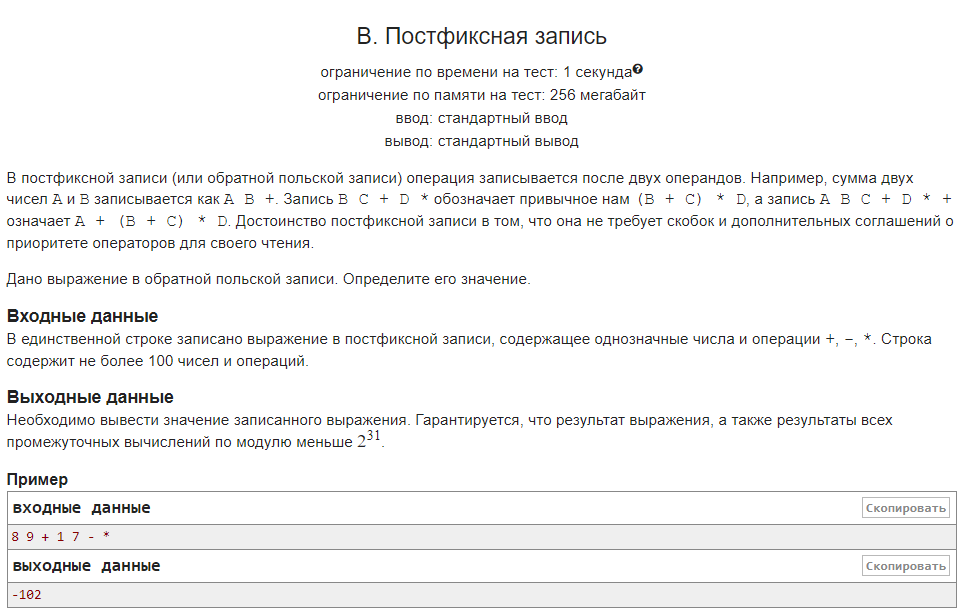 B. Постфиксная запись
ограничение по времени на тест: 1 секунда?
ограничение по памяти на тест: 256 мегабайт
ввод: стандартный ввод
вывод: стандартный вывод
В постфиксной записи (или обратной польской записи) операция записывается после двух операндов. Например, сумма двух
чисел A и B записывается как A B +. Запись B C + D * обозначает привычное нам (B + C) * D, а запись A B C + D * +
означает A + (B + C) * D. Достоинство постфиксной записи в том, что она не требует скобок и дополнительных соглашений о
приоритете операторов для своего чтения.
Дано выражение в обратной польской записи. Определите его значение.
Входные данные
В единственной строке записано выражение в постфиксной записи, содержащее однозначные числа и операции +, −, *. Строка
содержит не более 100 чисел и операций.
Выходные данные
Необходимо вывести значение записанного выражения. Гарантируется, что результат выражения, а также результаты всех
промежуточных вычислений по модулю меньше 2^31.
Пример
входные данные
Скопировать
8 9 + 1 7 - *
выходные данные
Скопировать
-102